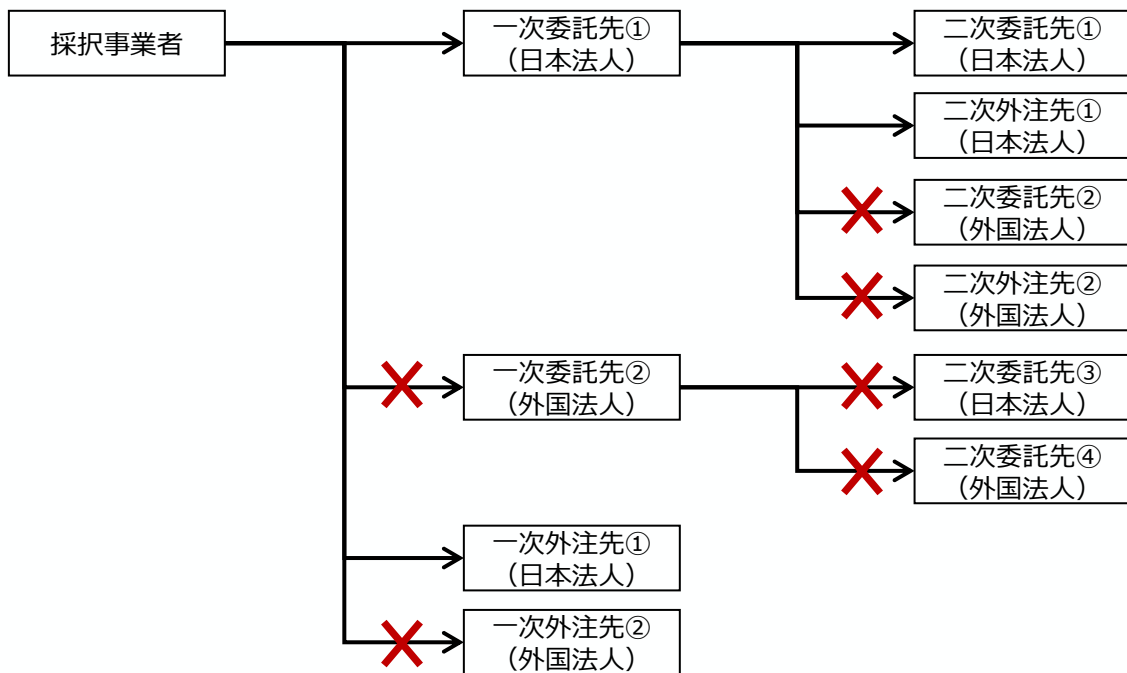 採択事業者
一次委託先①
（日本法人）
二次委託先①
（日本法人）
二次外注先①
（日本法人）
二次委託先②
（外国法人）
二次外注先②
（外国法人）
一次委託先②
（外国法人）
二次委託先③
（日本法人）
二次委託先④
（外国法人）
一次外注先①
（日本法人）
一次外注先②
（外国法人）